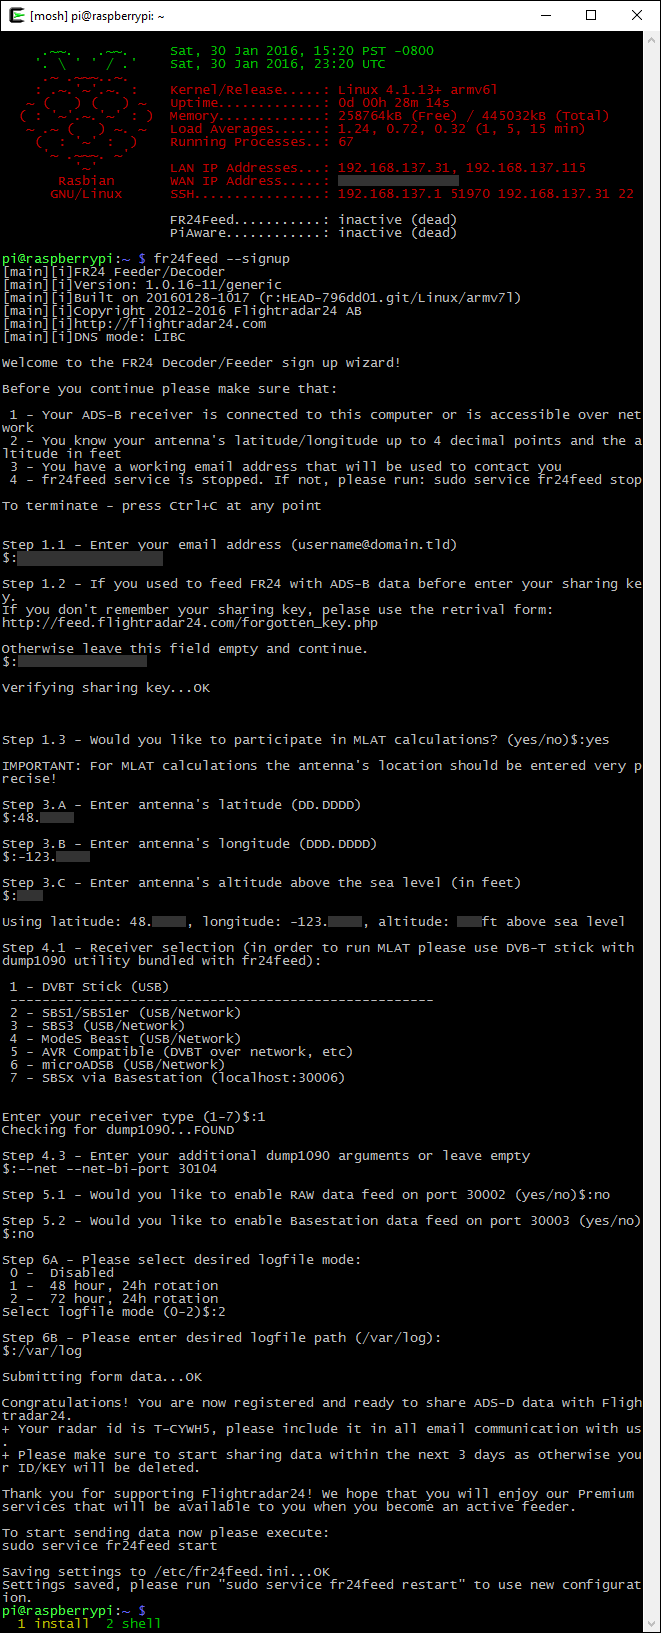 [mosh] pi@raspberrypi: ~
Sat, 30 Jan 2016, 15:20 PST -0800
Sat, 30 Jan 2016, 23:20 UTC
Kernel/Release.....: Linux 4.1.13+ armv6l
Uptime.............: 0d 00h 28m 14s
Memory.............: 258764kB (Free) / 445032kB (Total)
Load Averages......: 1.24, 0.72, 0.32 (1, 5, 15 min)
Running Processes..: 67
LAN IP Addresses...: 192.168.137.31, 192.168.137.115
Rasbian WAN IP Address.....:
GNU/Linux SSH................: 192.168.137.1 51970 192.168.137.31 22
FR24Feed...........: inactive (dead)
PiAware............: inactive (dead)
pi@raspberrypi:~ $ fr24feed --signup
[main][i]FR24 Feeder/Decoder
[main][i]Version: 1.0.16-11/generic
[main][i]Built on 20160128-1017 (r:HEAD-796dd01.git/Linux/armv7l)
[main][i]Copyright 2012-2016 Flightradar24 AB
[main][i]http://flightradar24.com
[main][i]DNS mode: LIBC
Welcome to the FR24 Decoder/Feeder sign up wizard!
Before you continue please make sure that:
1 - Your ADS-B receiver is connected to this computer or is accessible over net
work
2 - You know your antenna's latitude/longitude up to 4 decimal points and the a
ltitude in feet
3 - You have a working email address that will be used to contact you
4 - fr24feed service is stopped. If not, please run: sudo service fr24feed stop
To terminate - press Ctrl+C at any point
Step 1.1 - Enter your email address (username@domain.tld)
$:
Step 1.2 - If you used to feed FR24 with ADS-B data before enter your sharing ke
y.
If you don't remember your sharing key, pelase use the retrival form:
http://feed.flightradar24.com/forgotten_key.php
Otherwise leave this field empty and continue.
$:
Verifying sharing key...OK
Step 1.3 - Would you like to participate in MLAT calculations? (yes/no)$:yes
IMPORTANT: For MLAT calculations the antenna's location should be entered very p
recise!
Step 3.A - Enter antenna's latitude (DD.DDDD)
$:48.
Step 3.B - Enter antenna's longitude (DDD.DDDD)
$:-123.
Step 3.C - Enter antenna's altitude above the sea level (in feet)
$:
Using latitude: 48. , longitude: -123. , altitude: ft above sea level
Step 4.1 - Receiver selection (in order to run MLAT please use DVB-T stick with
dump1090 utility bundled with fr24feed):
1 - DVBT Stick (USB)
-----------------------------------------------------
2 - SBS1/SBS1er (USB/Network)
3 - SBS3 (USB/Network)
4 - ModeS Beast (USB/Network)
5 - AVR Compatible (DVBT over network, etc)
6 - microADSB (USB/Network)
7 - SBSx via Basestation (localhost:30006)
Enter your receiver type (1-7)$:1
Checking for dump1090...FOUND
Step 4.3 - Enter your additional dump1090 arguments or leave empty
$:--net --net-bi-port 30104
Step 5.1 - Would you like to enable RAW data feed on port 30002 (yes/no)$:no
Step 5.2 - Would you like to enable Basestation data feed on port 30003 (yes/no)
$:no
Step 6A - Please select desired logfile mode:
0 -  Disabled
1 -  48 hour, 24h rotation
2 -  72 hour, 24h rotation
Select logfile mode (0-2)$:2
Step 6B - Please enter desired logfile path (/var/log):
$:/var/log
Submitting form data...OK
Congratulations! You are now registered and ready to share ADS-D data with Fligh
tradar24.
+ Your radar id is T-CYWH5, please include it in all email communication with us
.
+ Please make sure to start sharing data within the next 3 days as otherwise you
r ID/KEY will be deleted.
Thank you for supporting Flightradar24! We hope that you will enjoy our Premium
services that will be available to you when you become an active feeder.
To start sending data now please execute:
sudo service fr24feed start
Saving settings to /etc/fr24feed.ini...OK
Settings saved, please run "sudo service fr24feed restart" to use new configurat
ion.
pi@raspberrypi:~ $
1 install 2 shell